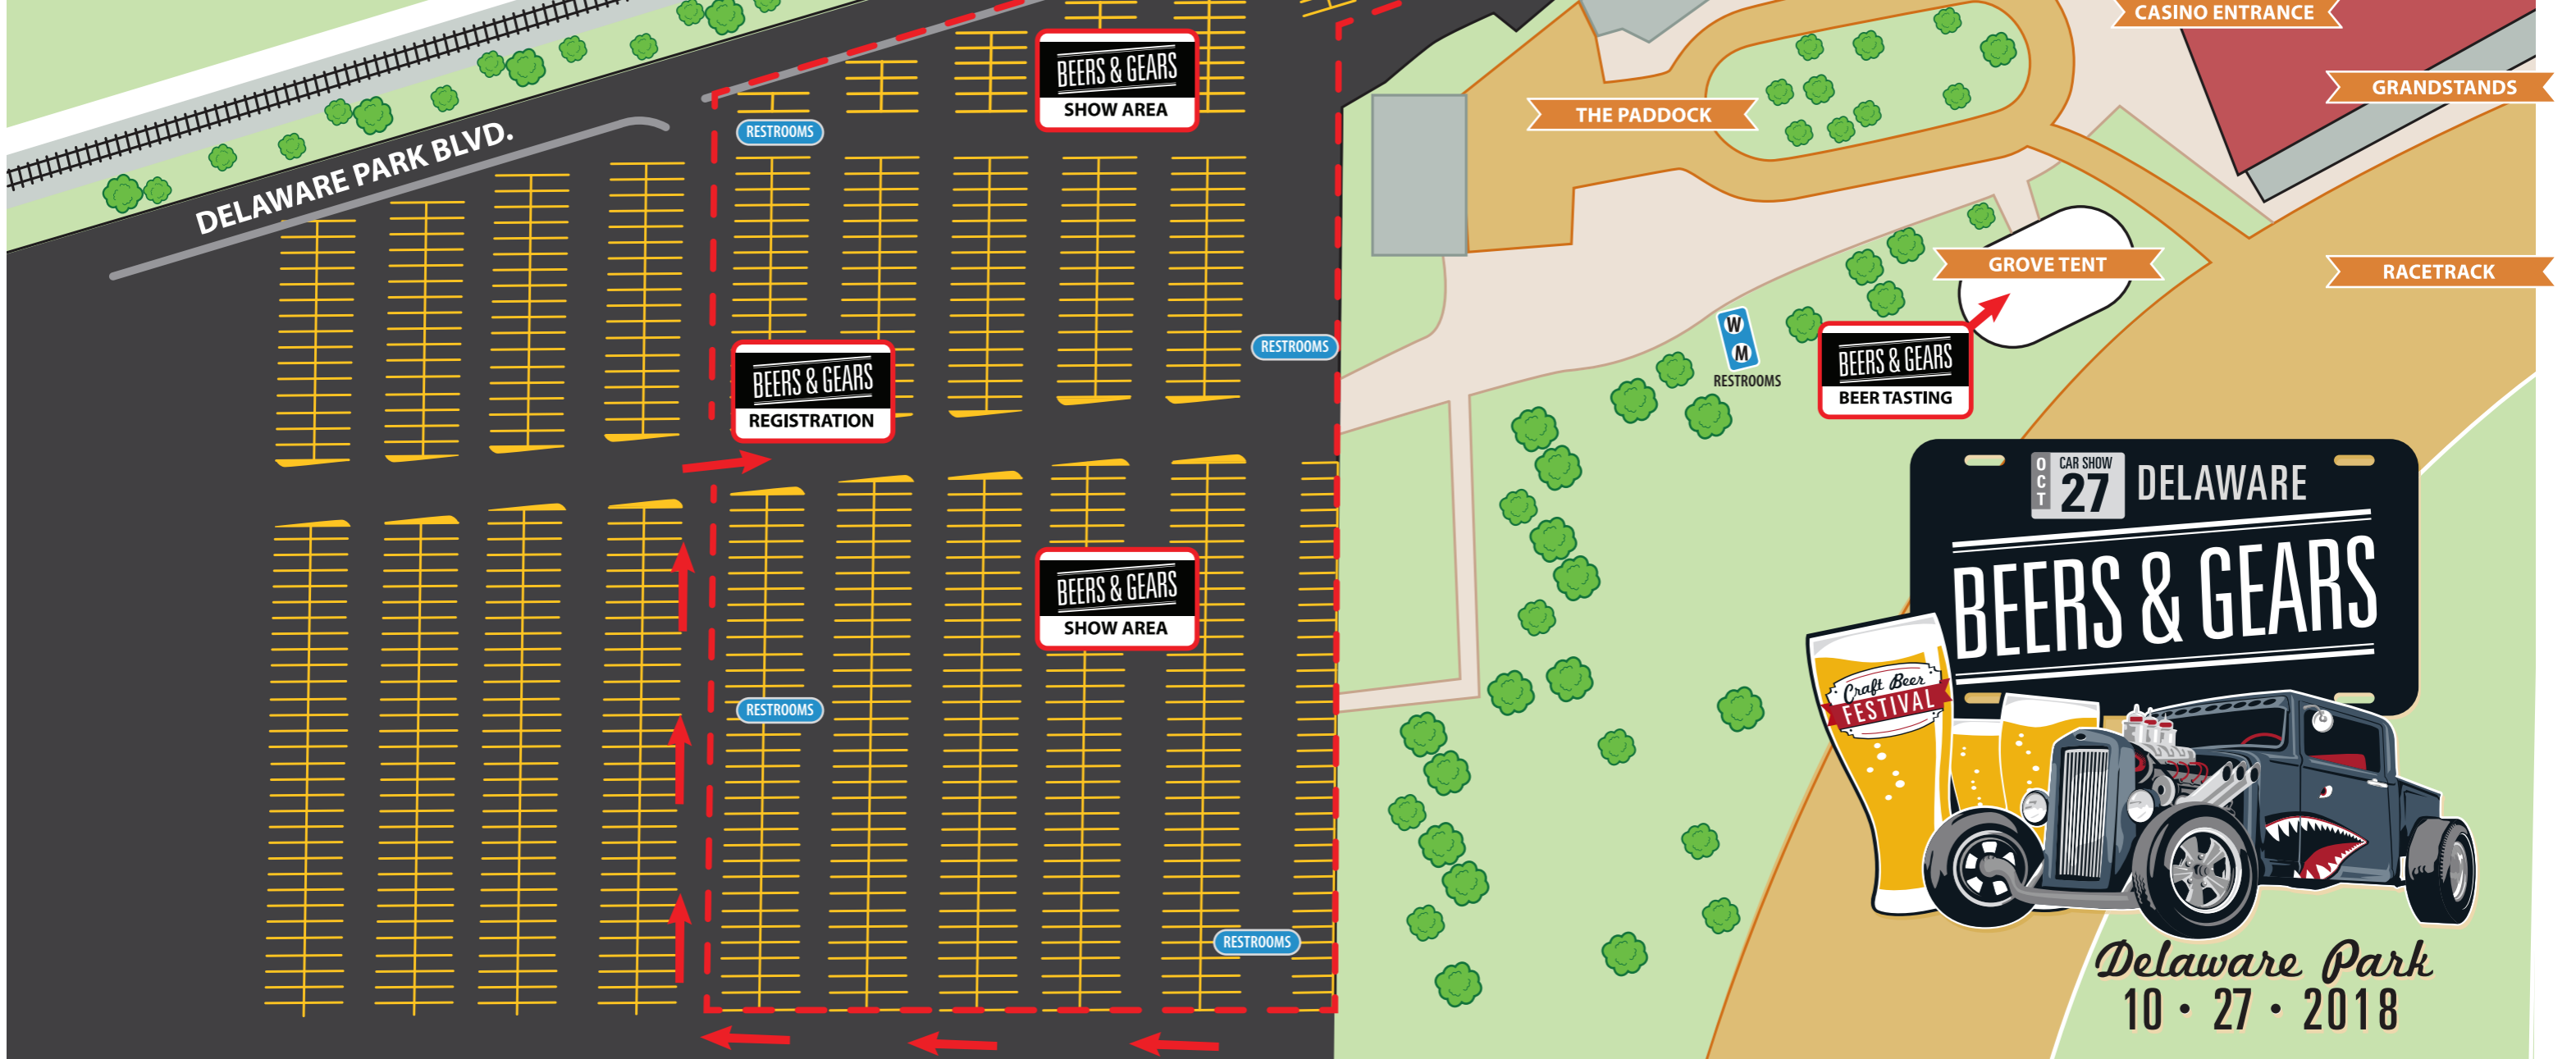 CASINO ENTRANCE
BEERS & GEARS
SHOW AREA
GRANDSTANDS
THE PADDOCK
RESTROOMS
DELAWARE PARK BLVD.
GROVE TENT
RACETRACK
RESTROOMS
W
M
RESTROOMS
BEERS & GEARS
BEER TASTING
BEERS & GEARS
REGISTRATION
OCT
CAR SHOW
27
DELAWARE
BEERS & GEARS
BEERS & GEARS
SHOW AREA
Craft Beer
FESTIVAL
RESTROOMS
RESTROOMS
Delaware Park
10 • 27 • 2018